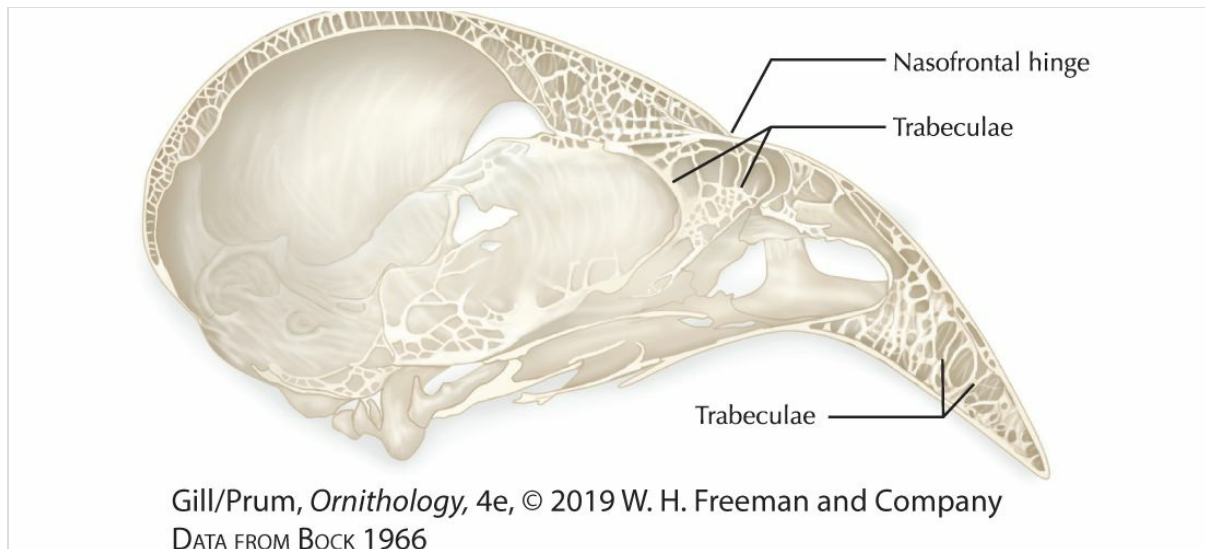 Nasofrontal hinge
Trabeculae
Trabeculae
Gill/Prum, Ornithology, 4e, © 2019 W. H. Freeman and Company
DATA FROM BOCK 1966